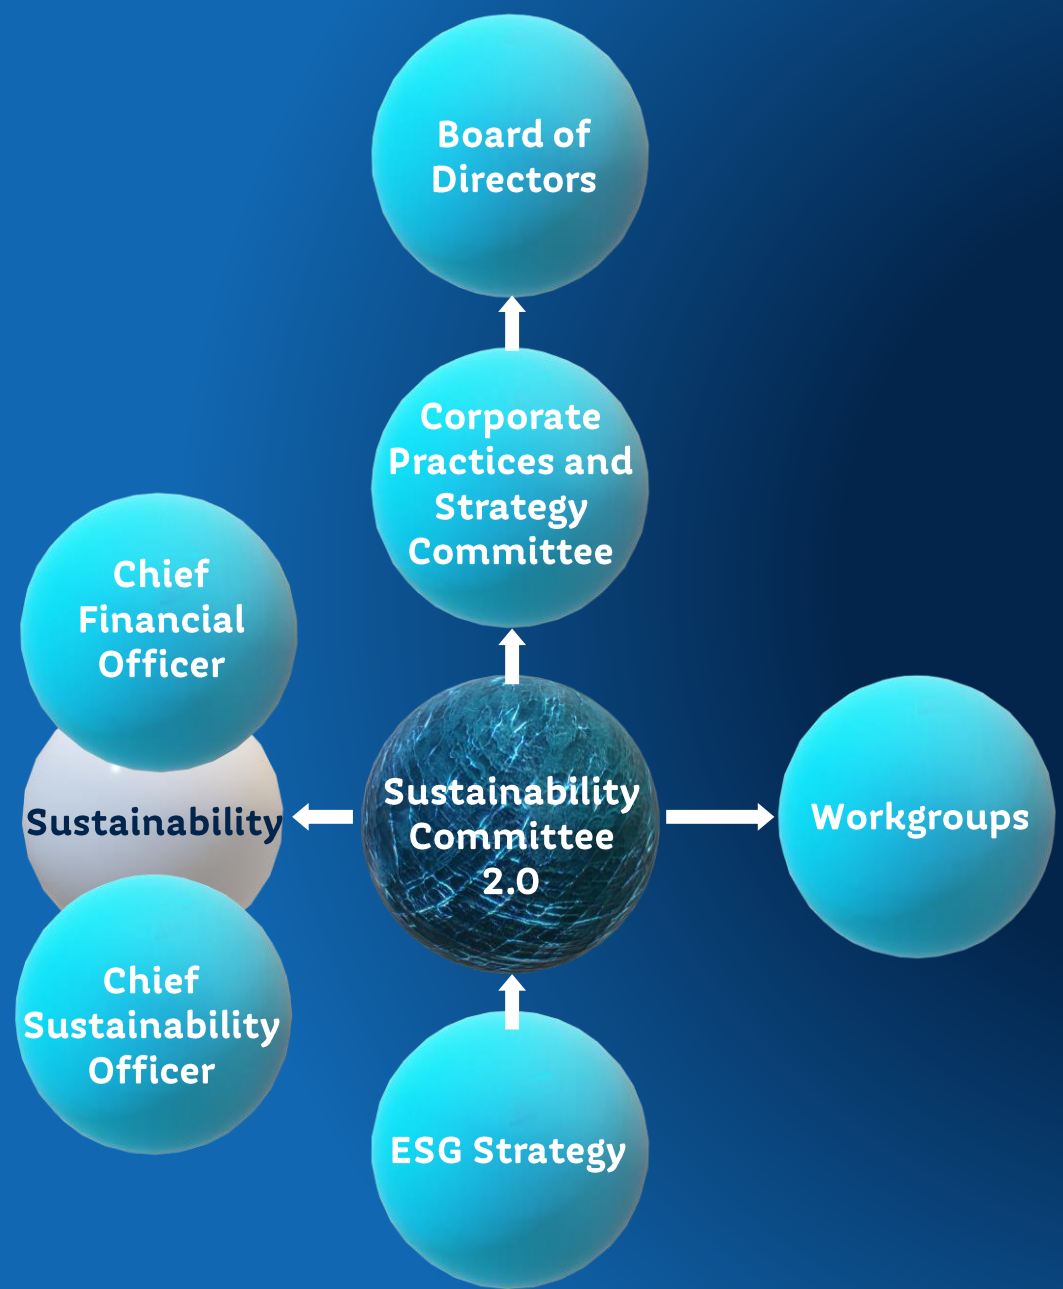 Board of
Directors
Corporate
Practices and
Strategy
Committee
Chief
Financial
Officer
Sustainability
Chief
Sustainability
Officer
Sustainability
Committee
2.0
Workgroups
ESG Strategy